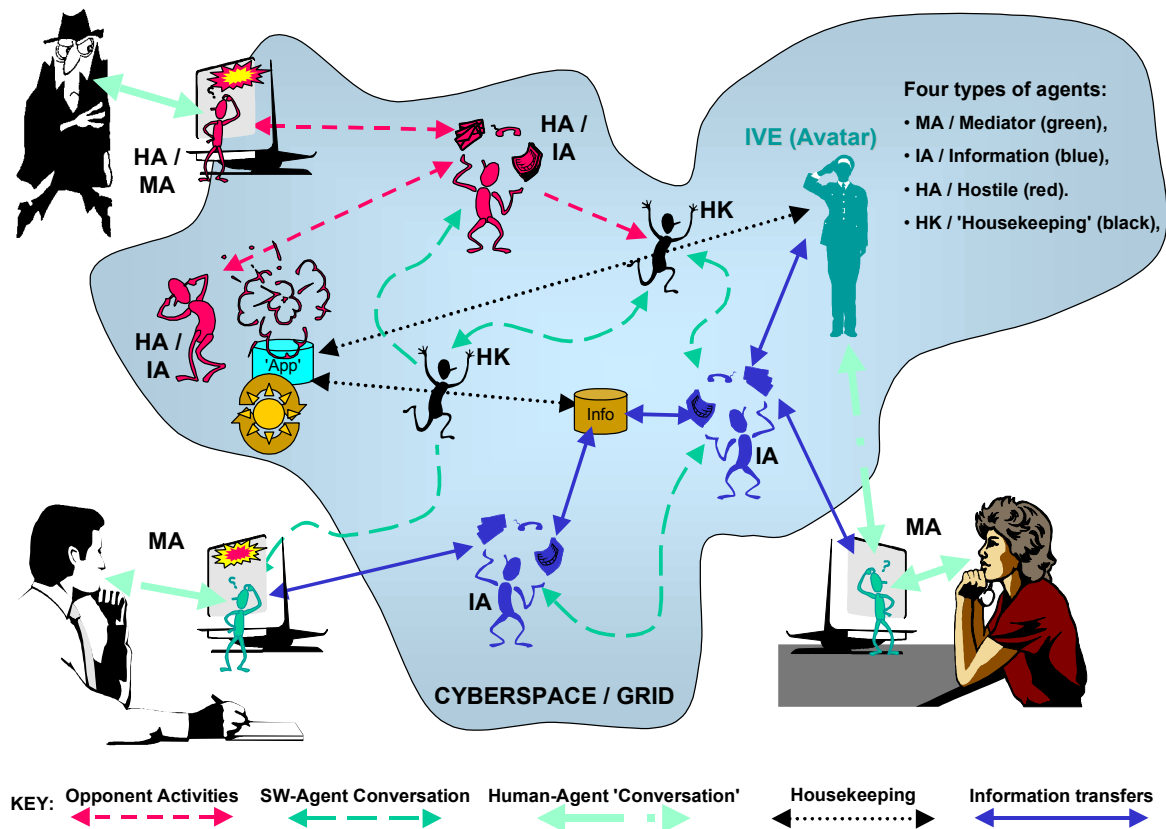 HA /
MA
HA /
IA
IVE (Avatar)
Four types of agents:
• MA / Mediator (green),
• IA / Information (blue),
• HA / Hostile (red).
• HK / 'Housekeeping' (black),
HK
HA /
IA
'App'
HK
Info
IA
MA
?
IA
MA
?
CYBERSPACE / GRID
KEY:
Opponent Activities
SW-Agent Conversation
Human-Agent 'Conversation'
Housekeeping
Information transfers